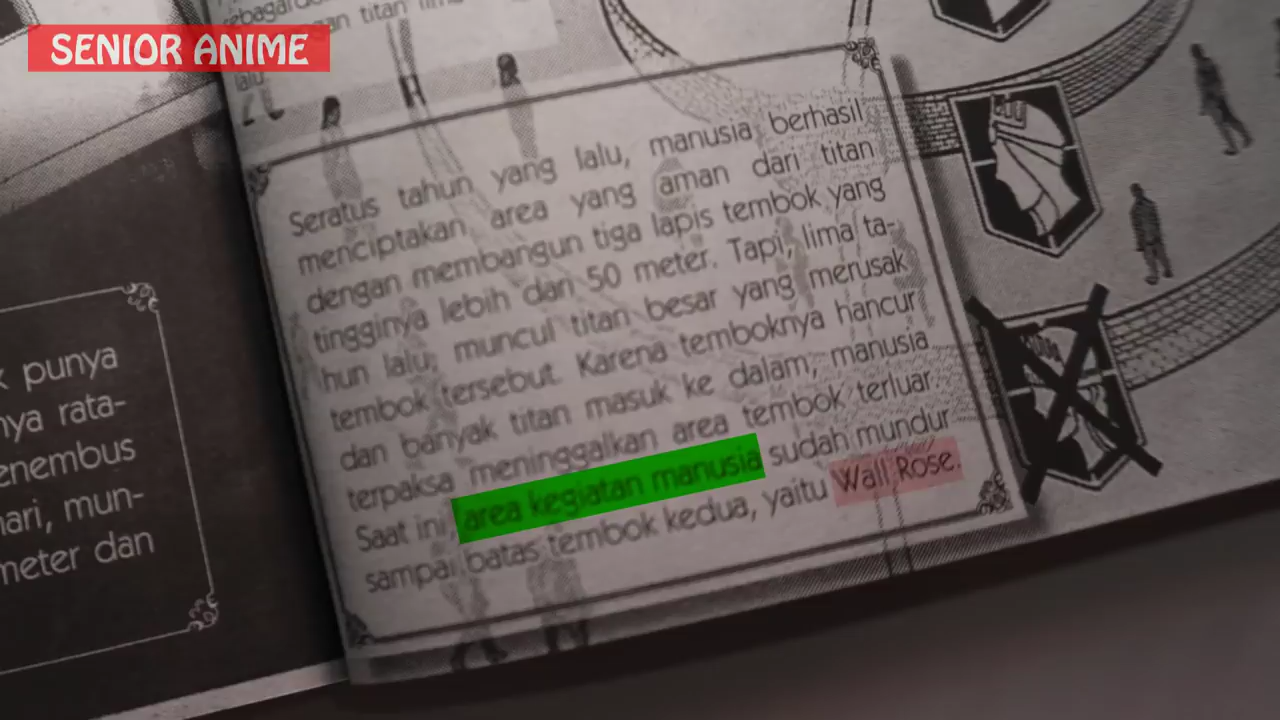 SENIOR ANIME
titan lima
lalu.
Seratus tahun yang lalu, manusia berhasil
menciptakan area yang aman dari titan
dengan membangun tiga lapis tembok yang
tingginya lebih dari 50 meter. Tapi, lima ta-
hun lalu, muncul titan besar yang merusak
tembok tersebut. Karena temboknya hancur
dan banyak titan masuk ke dalam, manusia
terpaksa meninggalkan area tembok terluar.
Saat ini, area kegiatan manusia sudah mundur
sampai batas tembok kedua, yaitu Wall Rose.
punya
nya rata-
enembus
hari, mun-
meter dan